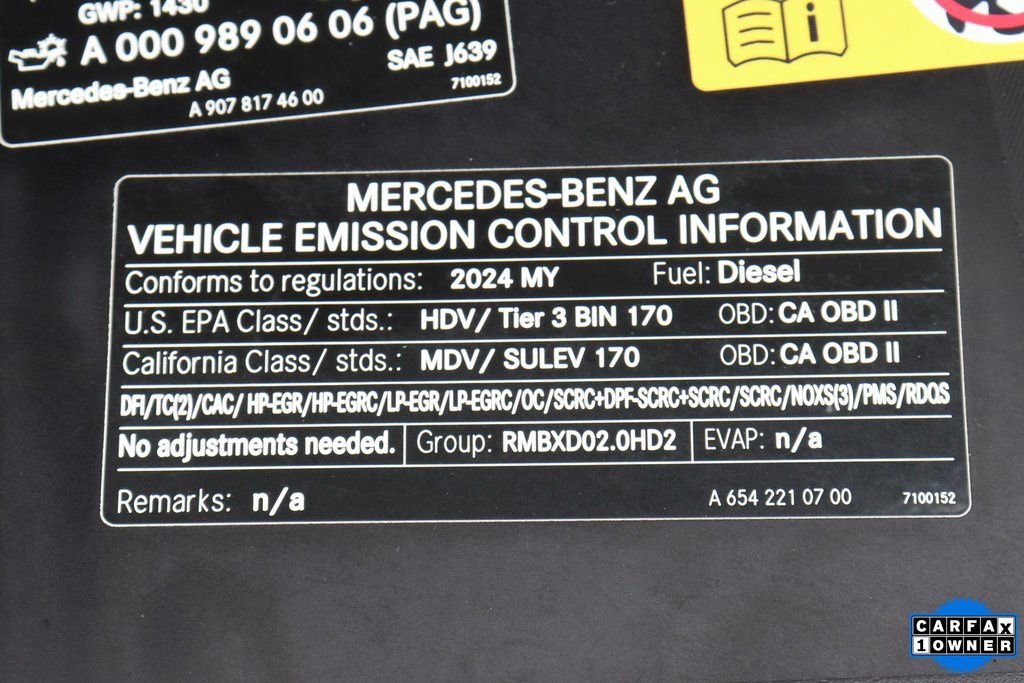 GWP: 1430
A 000 989 06 06 (PAG)
SAE J639
Mercedes-Benz AG
7100152
A 907 817 46 00
i
MERCEDES-BENZ AG
VEHICLE EMISSION CONTROL INFORMATION
Conforms to regulations: 2024 MY Fuel: Diesel
U.S. EPA Class/ stds.: HDV/ Tier 3 BIN 170 OBD: CA OBD II
California Class/ stds.: MDV/ SULEV 170 OBD: CA OBD II
DFI/TC(2)/CAC/ HP-EGR/HP-EGRC/LP-EGR/LP-EGRC/OC/SCRC+DPF-SCRC+SCRC/SCRC/NOXS(3)/PMS/RDQS
No adjustments needed. Group: RMBXD02.0HD2 EVAP: n/a
Remarks: n/a A 654 221 07 00 7100152
CARFAX
1 OWNER